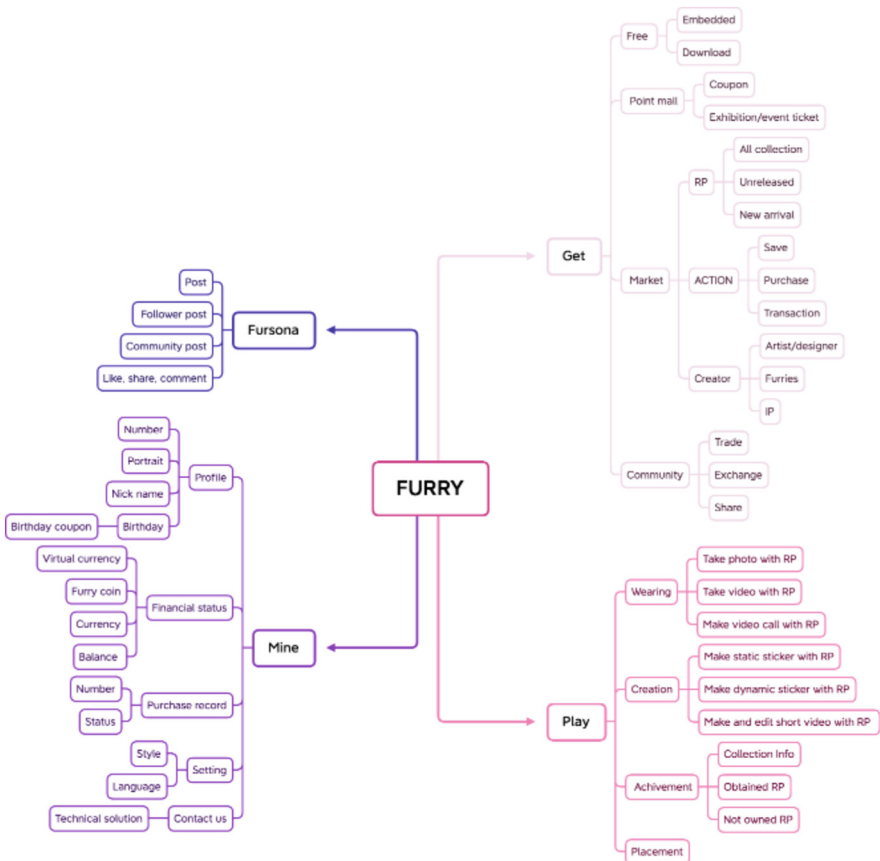 FURRY
Fursona
Post
Follower post
Community post
Like, share, comment
Mine
Profile
Number
Portrait
Nick name
Birthday
Birthday coupon
Financial status
Virtual currency
Furry coin
Currency
Balance
Purchase record
Number
Status
Setting
Style
Language
Contact us
Technical solution
Get
Free
Embedded
Download
Point mall
Coupon
Exhibition/event ticket
Market
RP
All collection
Unreleased
New arrival
ACTION
Save
Purchase
Transaction
Creator
Artist/designer
Furries
IP
Community
Trade
Exchange
Share
Play
Wearing
Take photo with RP
Take video with RP
Make video call with RP
Creation
Make static sticker with RP
Make dynamic sticker with RP
Make and edit short video with RP
Achivement
Collection Info
Obtained RP
Not owned RP
Placement